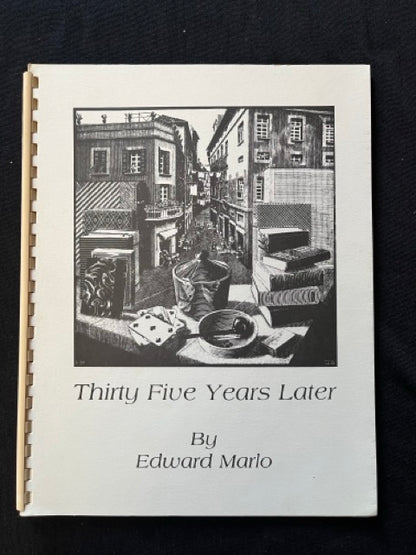 Thirty Five Years Later
By
Edward Marlo